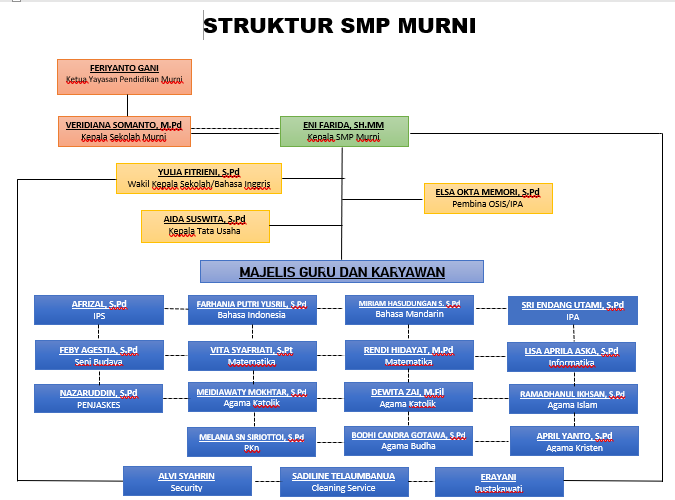 STRUKTUR SMP MURNI
FERIYANTO GANI
Ketua Yayasan Pendidikan Murni
VERIDIANA SOMANTO, M.Pd
Kepala Sekolah Murni
ENI FARIDA, SH.MM
Kepala SMP Murni
YULIA FITRIENI, S.Pd
Wakil Kepala Sekolah/Bahasa Inggris
ELSA OKTA MEMORI, S.Pd
Pembina OSIS/IPA
AIDA SUSWITA, S.Pd
Kepala Tata Usaha
MAJELIS GURU DAN KARYAWAN
AFRIZAL, S.Pd
IPS
FARHANIA PUTRI YUSRIL, S.Pd
Bahasa Indonesia
MIRIAM HASUDUNGAN S, S.Pd
Bahasa Mandarin
SRI ENDANG UTAMI, S.Pd
IPA
FEBY AGESTIA, S.Pd
Seni Budaya
VITA SYAFRIATI, S.Pt
Matematika
RENDI HIDAYAT, M.Pd
Matematika
LISA APRILA ASKA, S.Pd
Informatika
NAZARUDDIN, S.Pd
PENJASKES
MEIDIAWATY MOKHTAR, S.Pd
Agama Katolik
DEWITA ZAL, M.Fil
Agama Katolik
RAMADHANUL IKHSAN, S.Pd
Agama Islam
MELANIA SN SIRIOTTOI, S.Pd
PKn
BODHI CANDRA GOTAWA, S.Pd
Agama Budha
APRIL YANTO, S.Pd
Agama Kristen
ALVI SYAHRIN
Security
SADILINE TELAUMBANUA
Cleaning Service
ERAYANI
Pustakawati